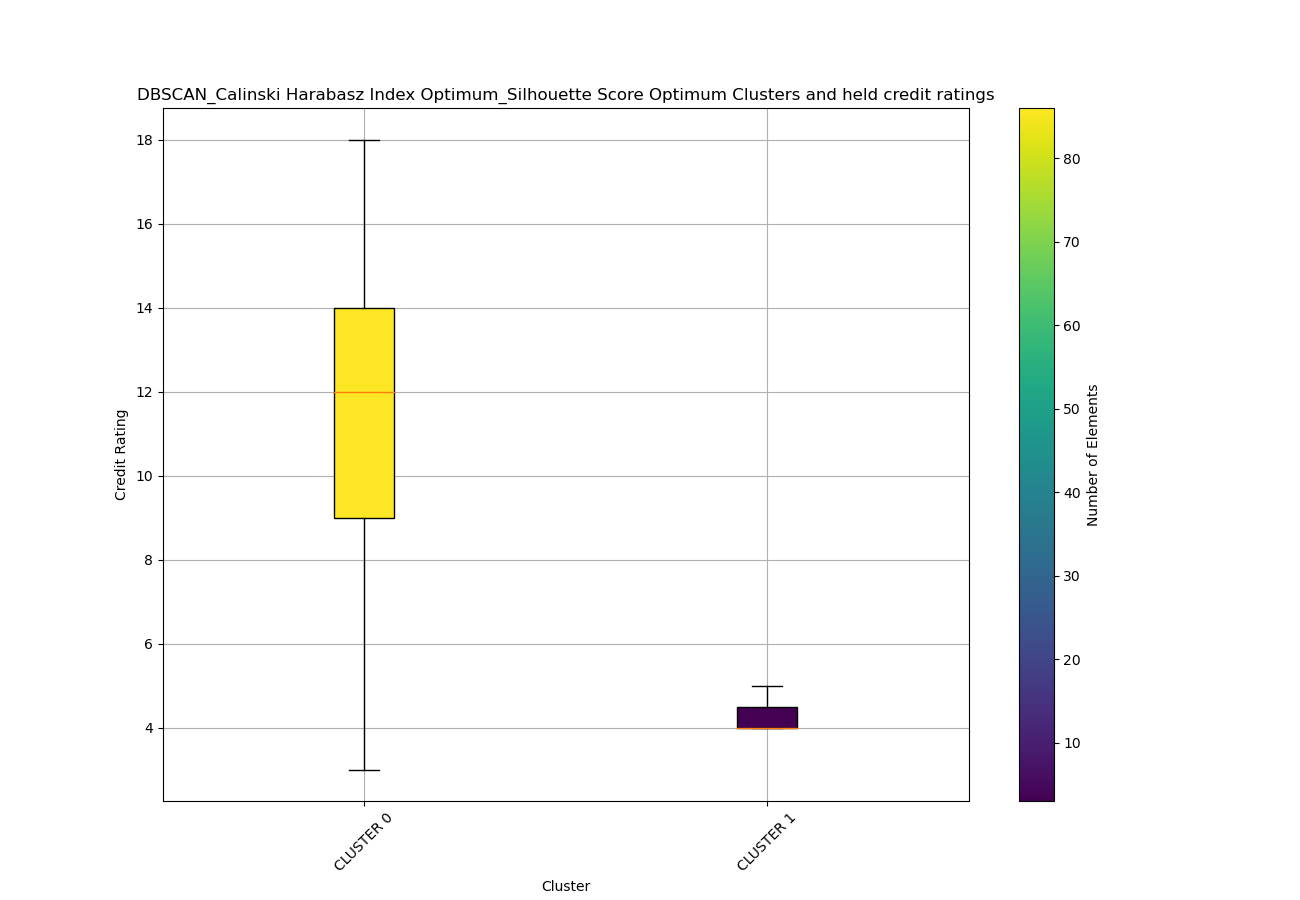 DBSCAN_Calinski Harabasz Index Optimum_Silhouette Score Optimum Clusters and held credit ratings
18
16
14
12
10
8
6
4
Credit Rating
CLUSTER 0
CLUSTER 1
Cluster
80
70
60
50
40
30
20
10
Number of Elements